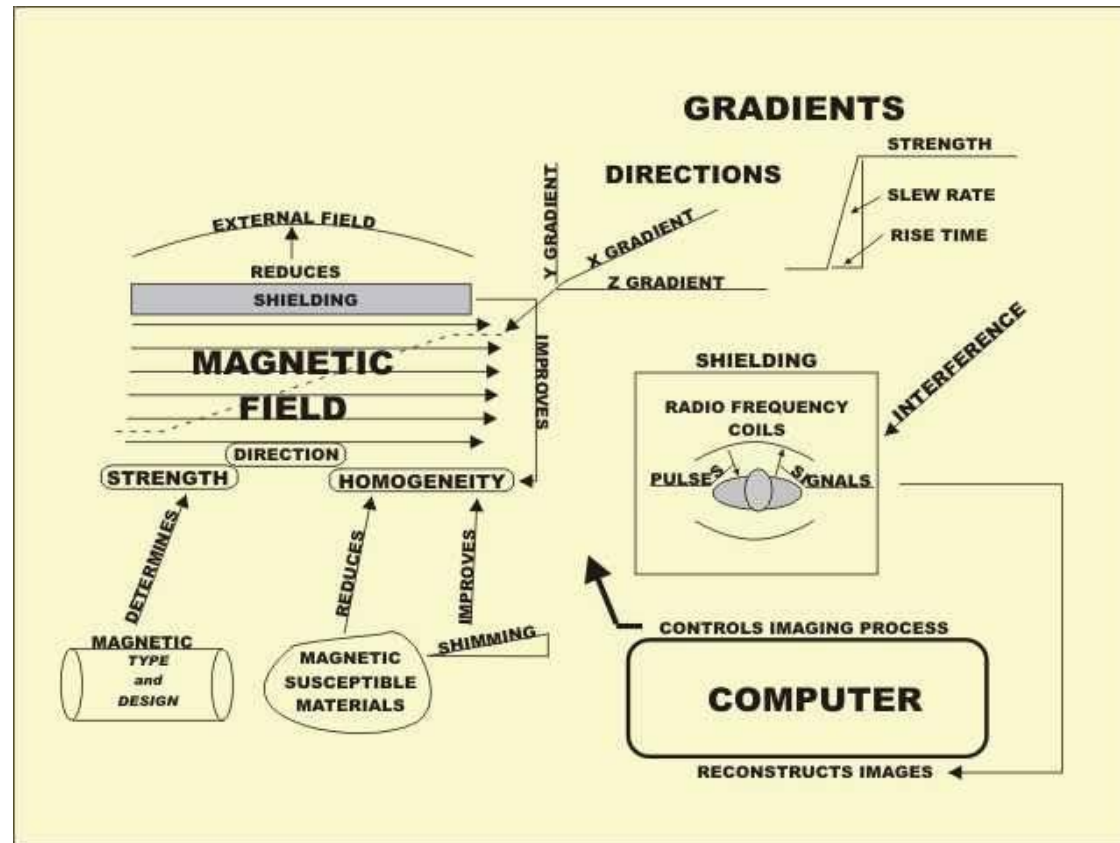 GRADIENTS
STRENGTH
DIRECTIONS
SLEW RATE
RISE TIME
Y GRADIENT
X GRADIENT
Z GRADIENT
EXTERNAL FIELD
REDUCES
SHIELDING
MAGNETIC
FIELD
IMPROVES
DIRECTION
STRENGTH
HOMOGENEITY
SHIELDING
INTERFERENCE
RADIO FREQUENCY
COILS
PULSES
SIGNALS
DETERMINES
REDUCES
IMPROVES
MAGNETIC
TYPE
and
DESIGN
MAGNETIC
SUSCEPTIBLE
MATERIALS
SHIMMING
CONTROLS IMAGING PROCESS
COMPUTER
RECONSTRUCTS IMAGES